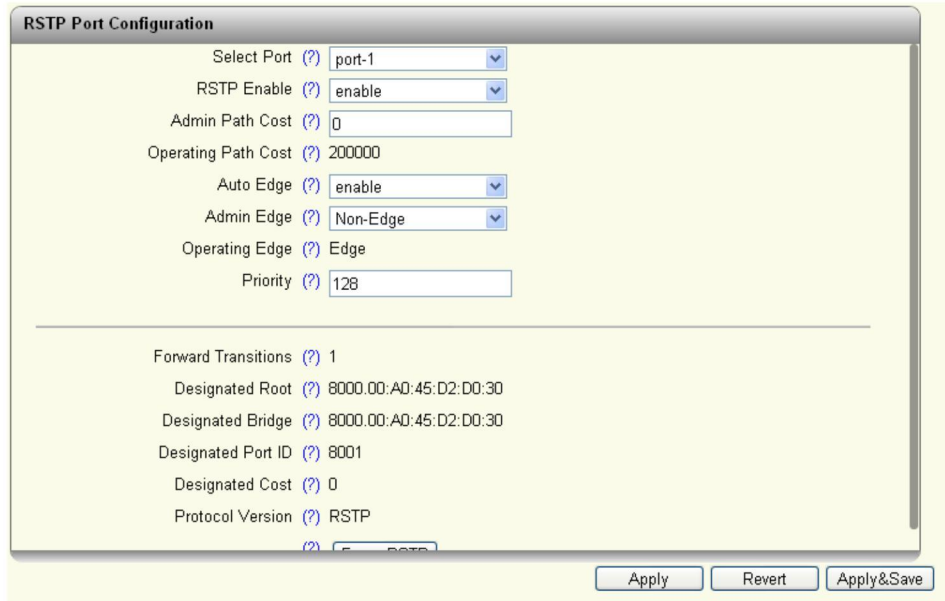 RSTP Port Configuration
Select Port (?) port-1
RSTP Enable (?) enable
Admin Path Cost (?) 0
Operating Path Cost (?) 200000
Auto Edge (?) enable
Admin Edge (?) Non-Edge
Operating Edge (?) Edge
Priority (?) 128
Forward Transitions (?) 1
Designated Root (?) 8000.00:A0:45:D2:D0:30
Designated Bridge (?) 8000.00:A0:45:D2:D0:30
Designated Port ID (?) 8001
Designated Cost (?) 0
Protocol Version (?) RSTP
(?)
Apply Revert Apply&Save